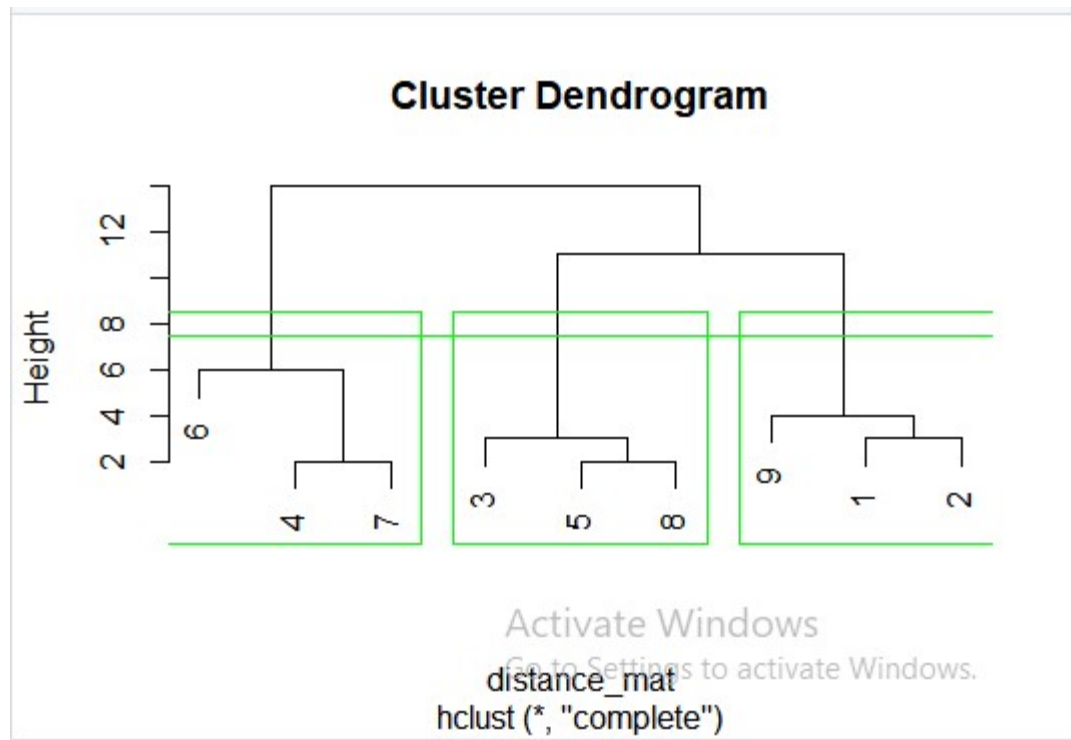 Cluster Dendrogram
Height
12
8
6
4
2
6
4
7
3
5
8
9
1
2
Activate Windows
Go to Settings to activate Windows.
distance_mat
hclust (*, "complete")